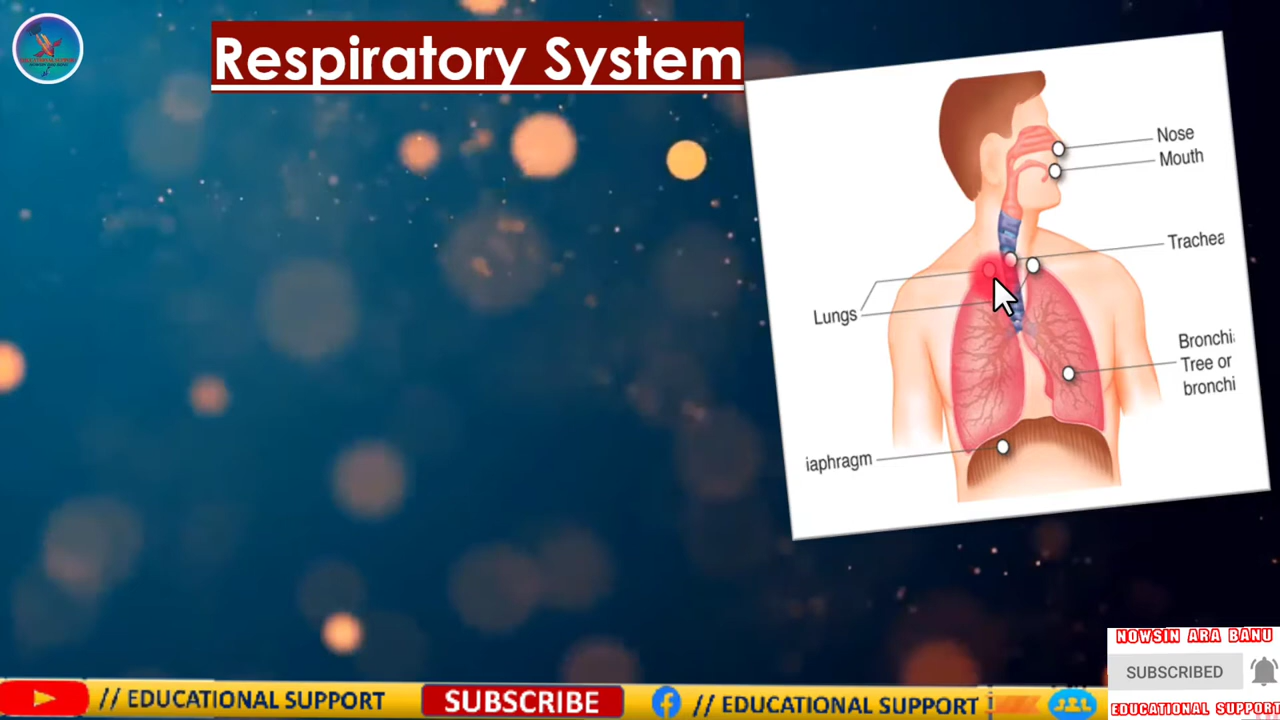 Respiratory System
Nose
Mouth
Trachea
Lungs
Bronchi
Tree or
bronchi
iaphragm
NOWSIN ARA BANU
SUBSCRIBED
// EDUCATIONAL SUPPORT
SUBSCRIBE
// EDUCATIONAL SUPPORT
EDUCATIONAL SUPPORT